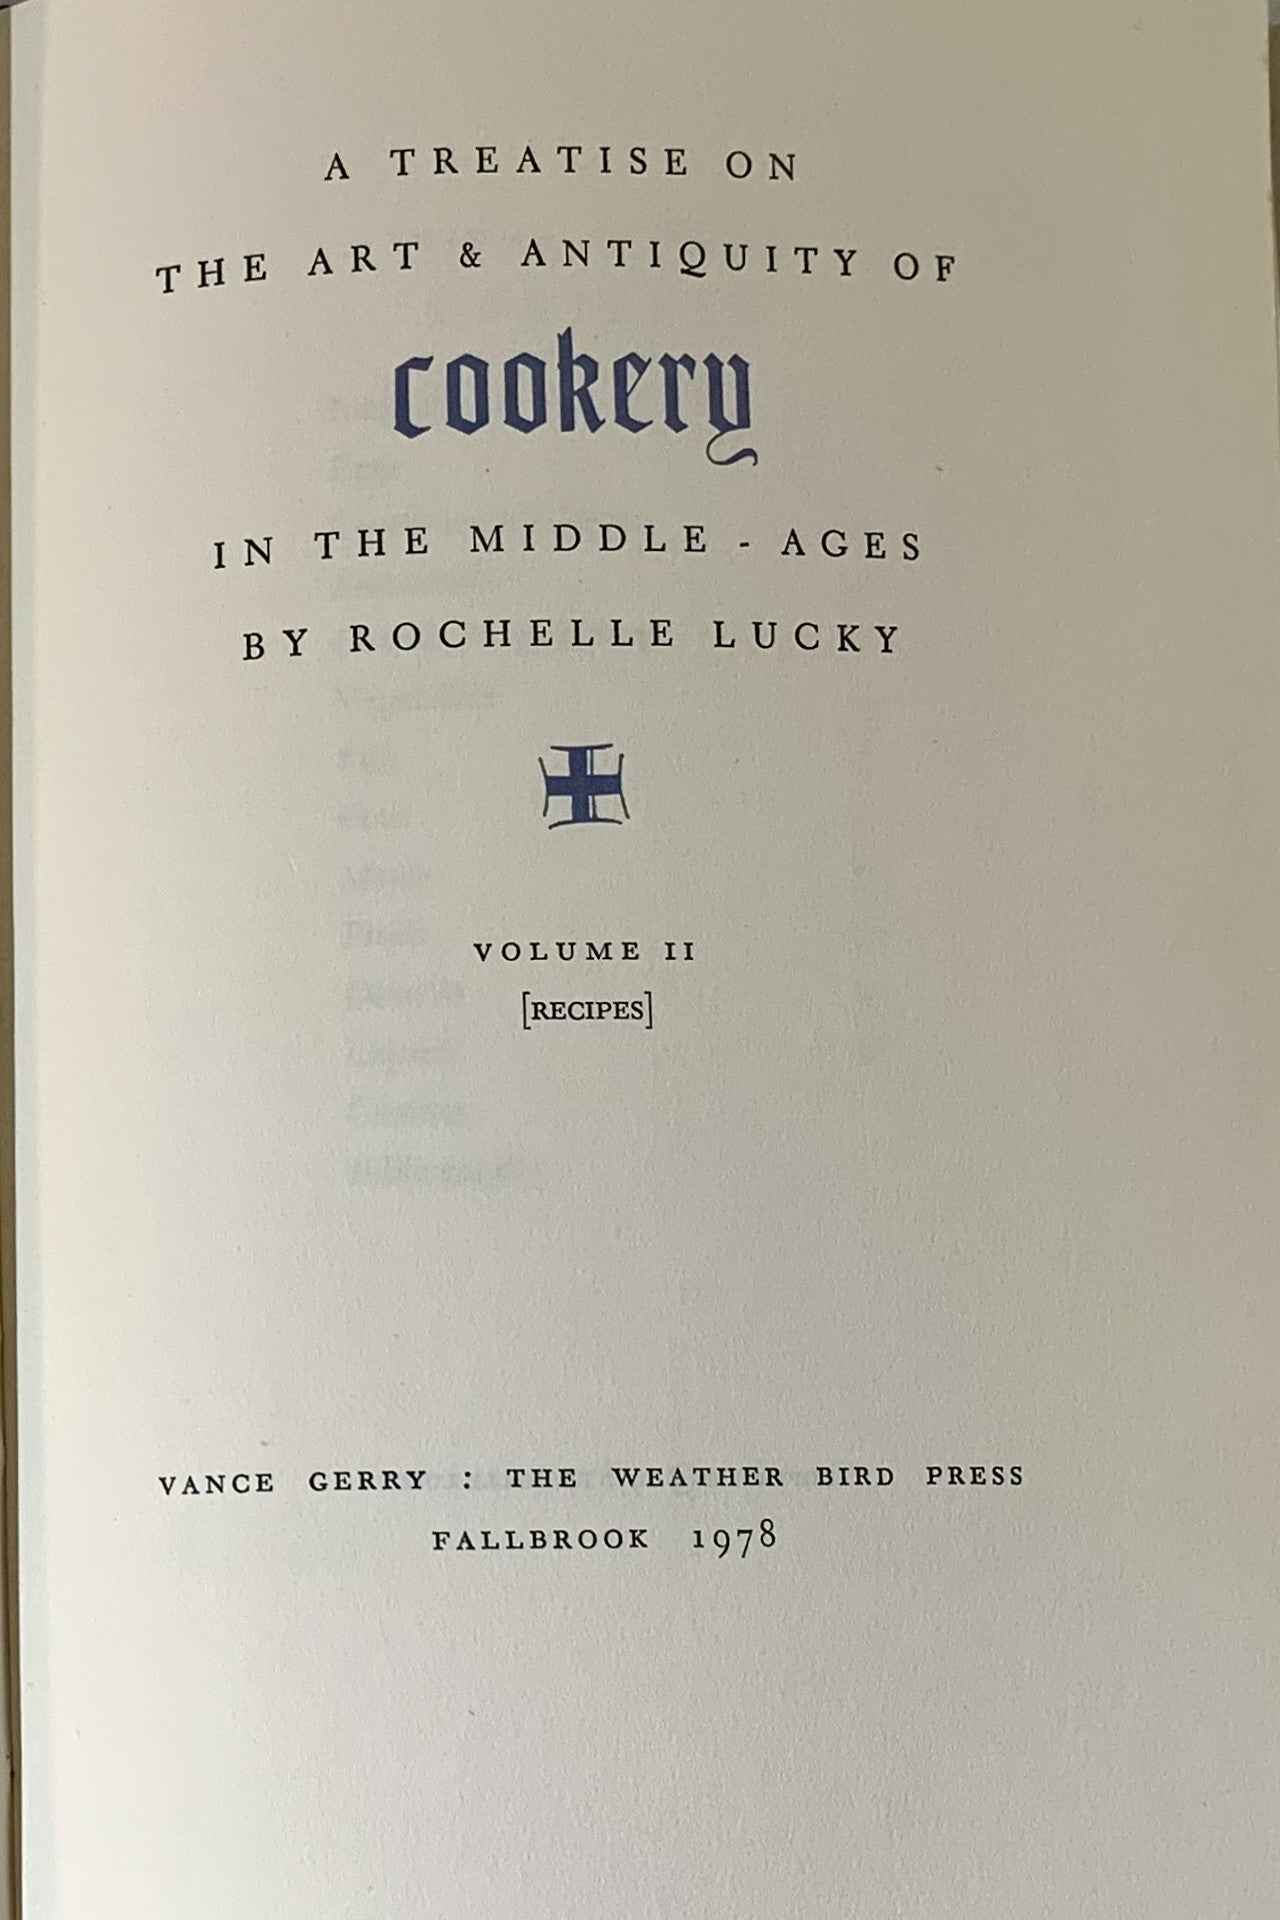 A TREATISE ON
THE ART & ANTIQUITY OF
cookery
IN THE MIDDLE - AGES
BY ROCHELLE LUCKY
VOLUME II
[RECIPES]
VANCE GERRY : THE WEATHER BIRD PRESS
FALLBROOK 1978